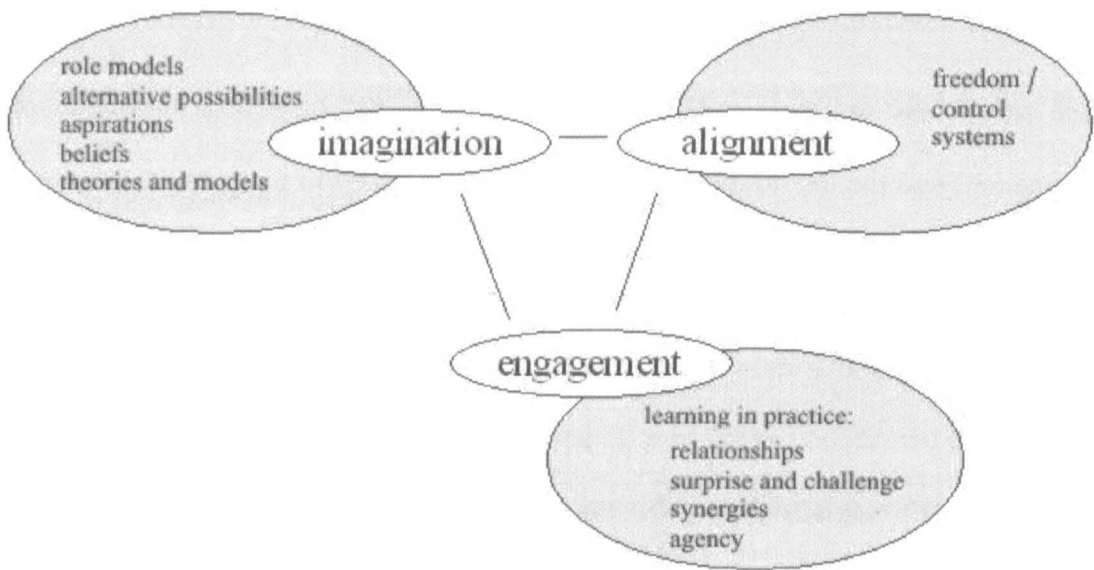 role models
alternative possibilities
aspirations
beliefs
theories and models
imagination
alignment
freedom /
control
systems
engagement
learning in practice:
relationships
surprise and challenge
synergies
agency